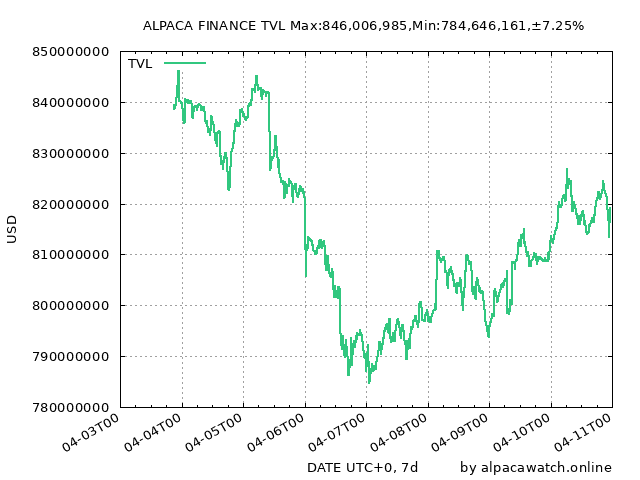 ALPACA FINANCE TVL Max:846,006,985,Min:784,646,161,±7.25%
850000000
TVL
840000000
830000000
820000000
USD
810000000
800000000
790000000
780000000
04-03T00
04-04T00
04-05T00
04-06T00
04-07T00
04-08T00
04-09T00
04-10T00
04-11T00
DATE UTC+0, 7d
by alpacawatch.online